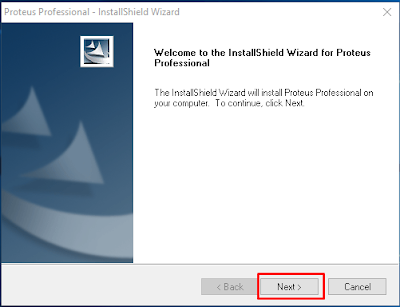 Proteus Professional - InstallShield Wizard
Welcome to the InstallShield Wizard for Proteus
Professional
The InstallShield Wizard will install Proteus Professional on
your computer. To continue, click Next.
< Back
Next >
Cancel